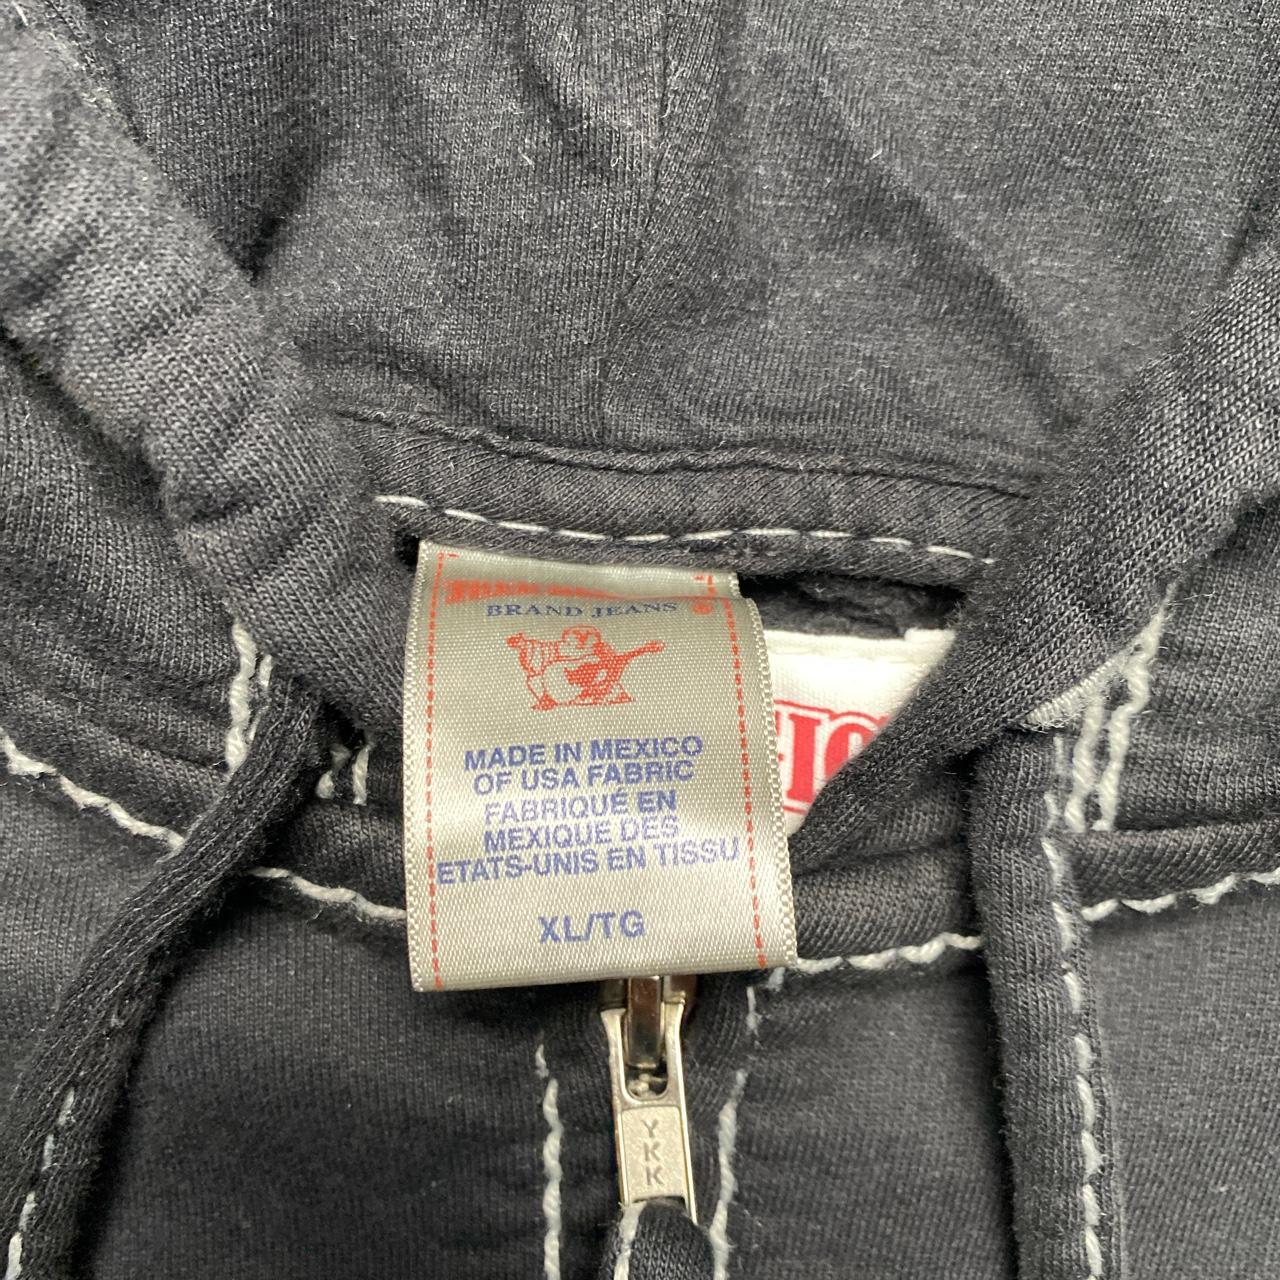 BRAND JEANS
MADE IN MEXICO
OF USA FABRIC
FABRIQUÉ EN
MEXIQUE DES
ETATS-UNIS EN TISSU
XL/TG
YKK